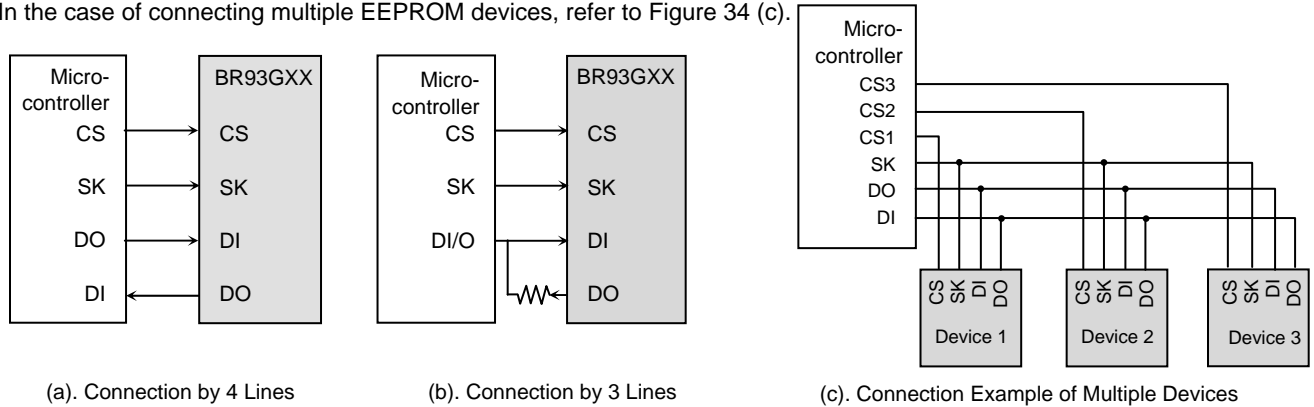 In the case of connecting multiple EEPROM devices, refer to Figure 34 (c).
Micro-
controller
CS
SK
DO
DI
BR93GXX
CS
SK
DI
DO
(a). Connection by 4 Lines
Micro-
controller
CS
SK
DI/O
BR93GXX
CS
SK
DI
DO
(b). Connection by 3 Lines
Micro-
controller
CS3
CS2
CS1
SK
DO
DI
CS
SK
DI
DO
Device 1
CS
SK
DI
DO
Device 2
CS
SK
DI
DO
Device 3
(c). Connection Example of Multiple Devices